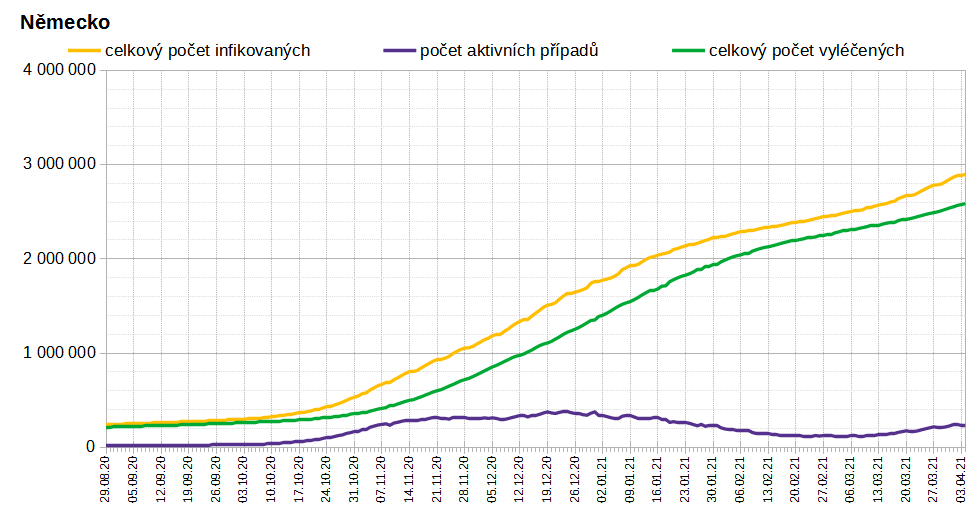 Německo
celkový počet infikovaných počet aktivních případů celkový počet vyléčených
4 000 000
3 000 000
2 000 000
1 000 000
0
29.08.20 05.09.20 12.09.20 19.09.20 26.09.20 03.10.20 10.10.20 17.10.20 24.10.20 31.10.20 07.11.20 14.11.20 21.11.20 28.11.20 05.12.20 12.12.20 19.12.20 26.12.20 02.01.21 09.01.21 16.01.21 23.01.21 30.01.21 06.02.21 13.02.21 20.02.21 27.02.21 06.03.21 13.03.21 20.03.21 27.03.21 03.04.21